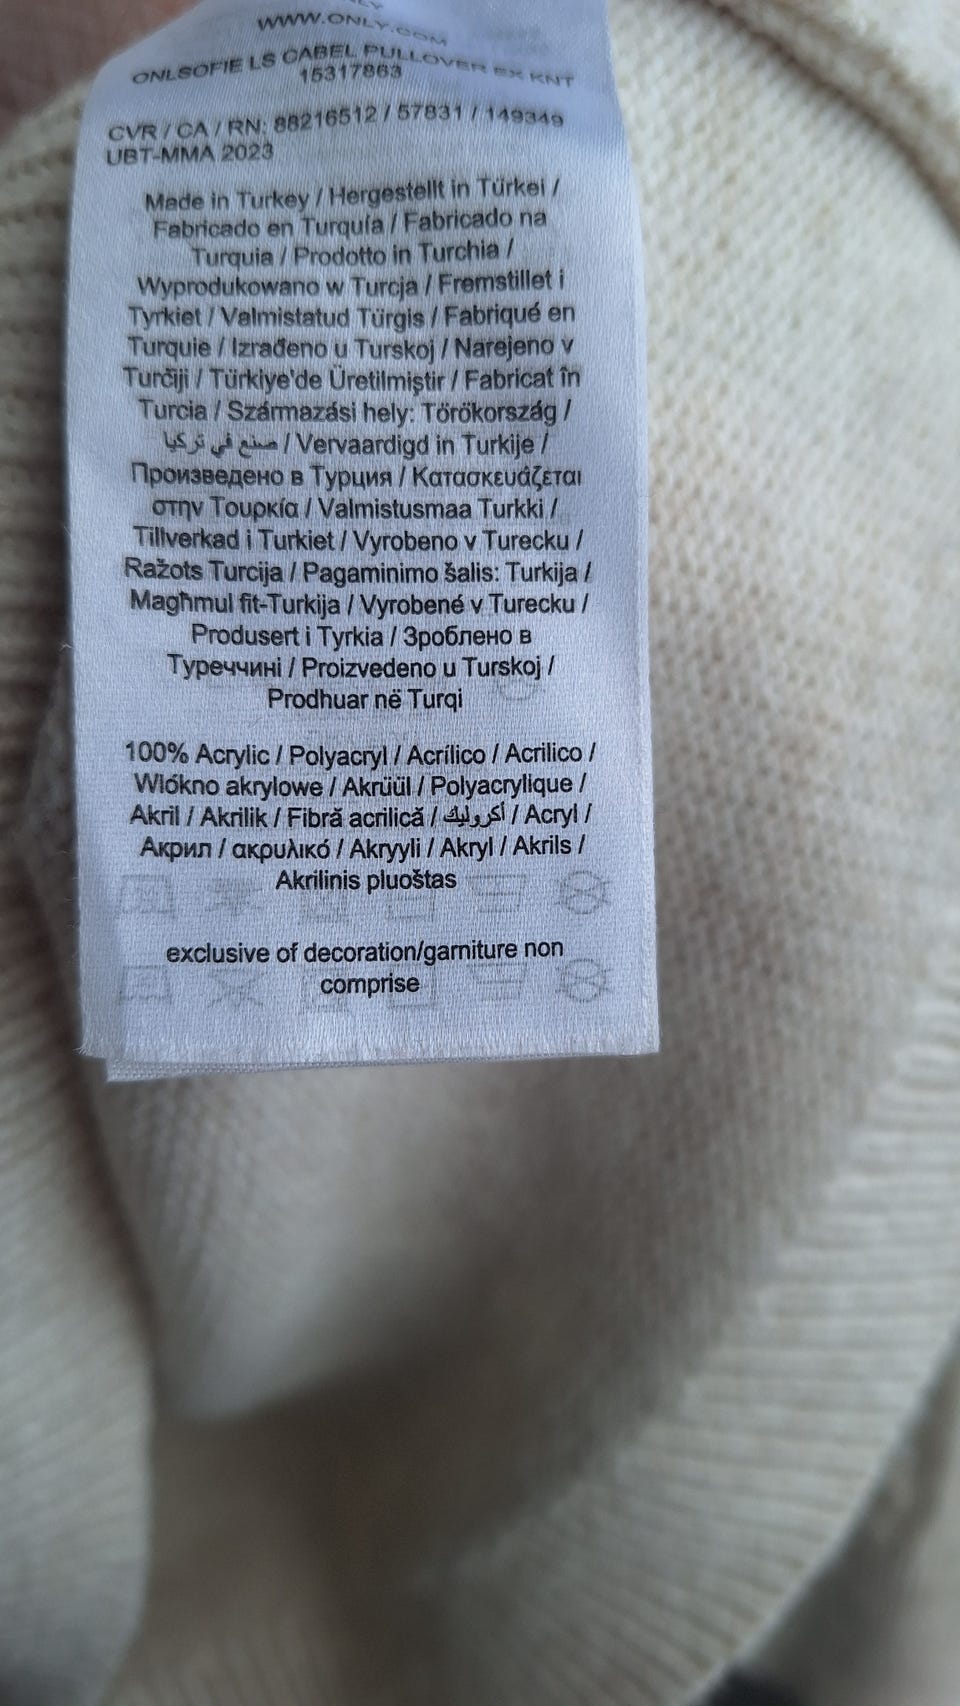 WWW.ONLY.COM
ONLSOFIE LS CABEL PULLOVER EX KNT
15317863
CVR / CA / RN: 88216512 / 57831 / 149349
UBT-MMA 2023
Made in Turkey / Hergestellt in Türkei /
Fabricado en Turquía / Fabricado na
Turquia / Prodotto in Turchia /
Wyprodukowano w Turcja / Fremstillet i
Tyrkiet / Valmistatud Türgis / Fabriqué en
Turquie / Izrađeno u Turskoj / Narejeno v
Turčiji / Türkiye'de Üretilmiştir / Fabricat în
Turcia / Származási hely: Törökország /
صنع في تركيا / Vervaardigd in Turkije /
Произведено в Турция / Κατασκευάζεται
στην Τουρκία / Valmistusmaa Turkki /
Tillverkad i Turkiet / Vyrobeno v Turecku /
Ražots Turcija / Pagaminimo šalis: Turkija /
Magħmul fit-Turkija / Vyrobené v Turecku /
Produsert i Tyrkia / Зроблено в
Туреччині / Proizvedeno u Turskoj /
Prodhuar në Turqi
100% Acrylic / Polyacryl / Acrílico / Acrilico /
Wlókno akrylowe / Akrüül / Polyacrylique /
Akril / Akrilik / Fibră acrilică / أكروليك / Acryl /
Акрил / ακρυλικό / Akryyli / Akryl / Akrils /
Akrilinis pluoštas
exclusive of decoration/garniture non
comprise